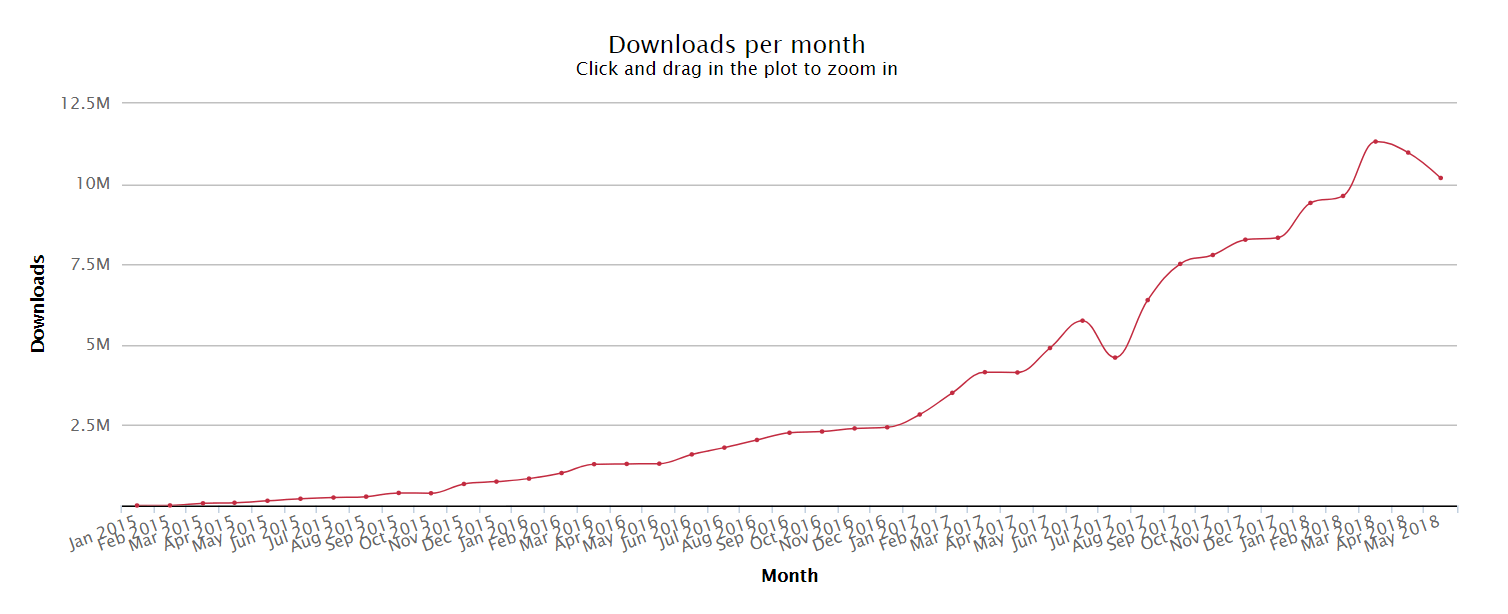 Downloads per month
Click and drag in the plot to zoom in
12.5M
10M
7.5M
5M
2.5M
Downloads
Jan 2015
Feb 2015
Mar 2015
Apr 2015
May 2015
Jun 2015
Jul 2015
Aug 2015
Sep 2015
Oct 2015
Nov 2015
Dec 2015
Jan 2016
Feb 2016
Mar 2016
Apr 2016
May 2016
Jun 2016
Jul 2016
Aug 2016
Sep 2016
Oct 2016
Nov 2016
Dec 2016
Jan 2017
Feb 2017
Mar 2017
Apr 2017
May 2017
Jun 2017
Jul 2017
Aug 2017
Sep 2017
Oct 2017
Nov 2017
Dec 2017
Jan 2018
Feb 2018
Mar 2018
Apr 2018
May 2018
Month